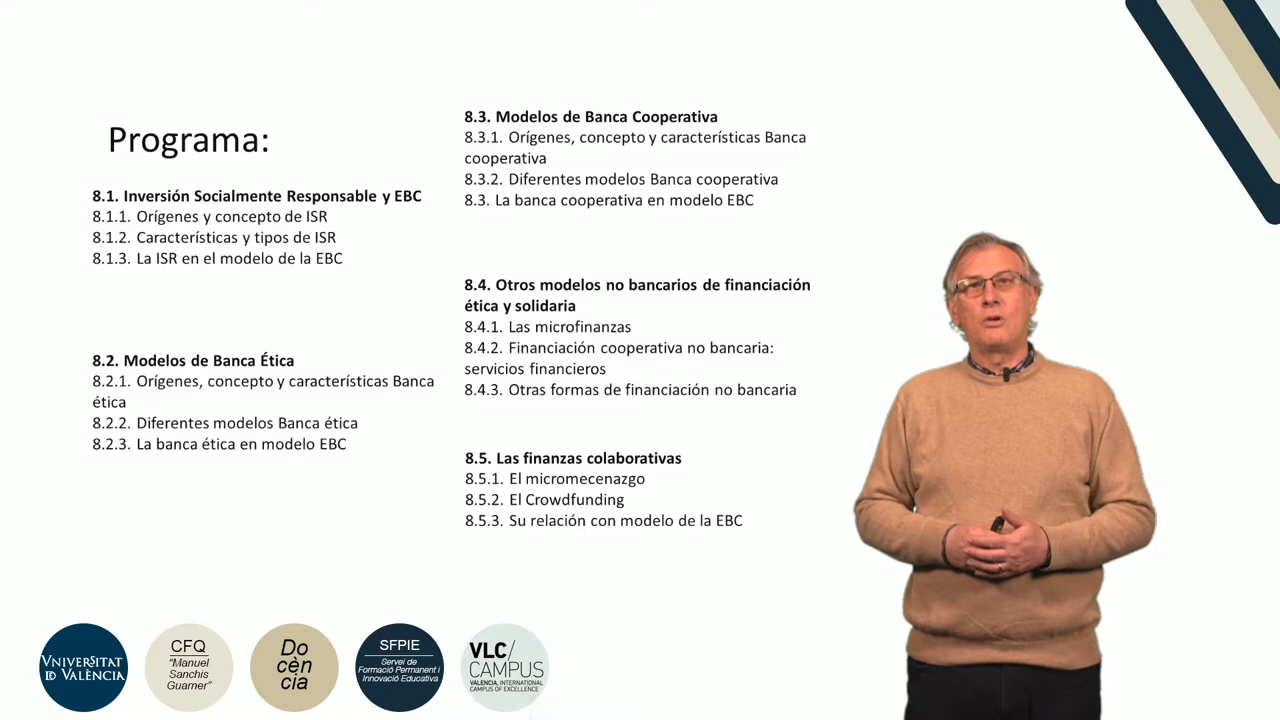 Programa:
8.1. Inversión Socialmente Responsable y EBC
8.1.1. Orígenes y concepto de ISR
8.1.2. Características y tipos de ISR
8.1.3. La ISR en el modelo de la EBC
8.2. Modelos de Banca Ética
8.2.1. Orígenes, concepto y características Banca
ética
8.2.2. Diferentes modelos Banca ética
8.2.3. La banca ética en modelo EBC
8.3. Modelos de Banca Cooperativa
8.3.1. Orígenes, concepto y características Banca
cooperativa
8.3.2. Diferentes modelos Banca cooperativa
8.3. La banca cooperativa en modelo EBC
8.4. Otros modelos no bancarios de financiación
ética y solidaria
8.4.1. Las microfinanzas
8.4.2. Financiación cooperativa no bancaria:
servicios financieros
8.4.3. Otras formas de financiación no bancaria
8.5. Las finanzas colaborativas
8.5.1. El micromecenazgo
8.5.2. El Crowdfunding
8.5.3. Su relación con modelo de la EBC
VNIVERSITAT
ID VALÈNCIA
CFQ
"Manuel
Sanchis
Guarner"
Do
cèn
cia
SFPIE
Servei de
Formació Permanent i
Innovació Educativa
VLC/
CAMPUS
VALENCIA, INTERNATIONAL
CAMPUS OF EXCELLENCE